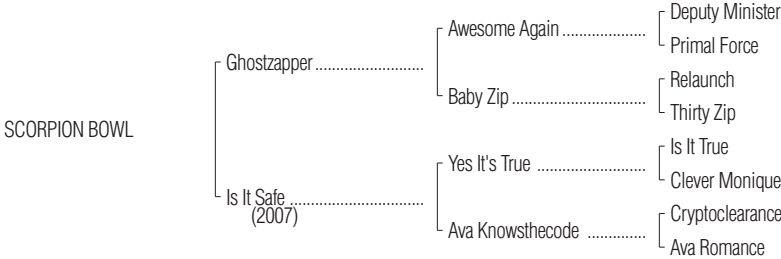 Deputy Minister
Awesome Again ....................
Primal Force
Ghostzapper ..........................
Relaunch
Baby Zip ................................
Thirty Zip
SCORPION BOWL
Is It True
Yes It's True ..........................
Clever Monique
Is It Safe ................................
(2007)
Cryptoclearance
Ava Knowsthecode ..............
Ava Romance